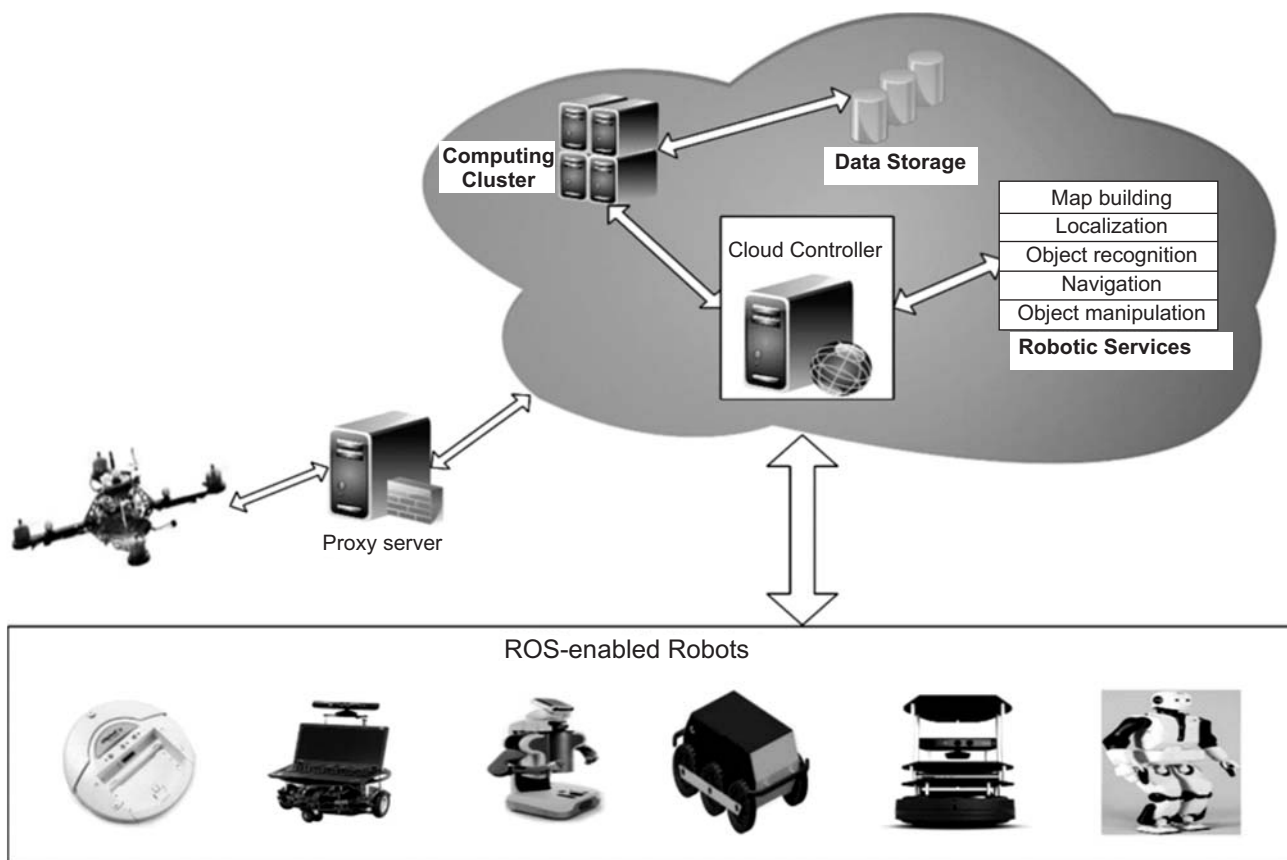 Computing
Cluster
Data Storage
Cloud Controller
Map building
Localization
Object recognition
Navigation
Object manipulation
Robotic Services
Proxy server
ROS-enabled Robots